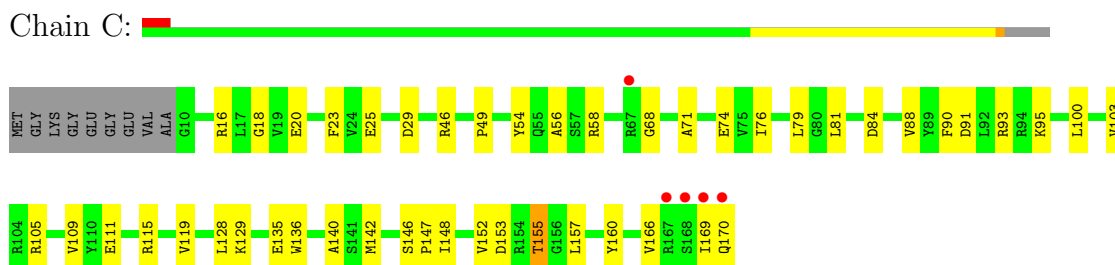 Chain C:
MET GLY LYS GLY GLU GLY GLU VAL ALA G10 R16 L17 G18 V19 E20 F23 V24 E25 D29 R46 P49 Y54 Q55 A56 S57 R58 R67 G68 A71 E74 V75 I76 L79 G80 L81 D84 V88 Y89 F90 D91 L92 R93 R94 K95 L100 V103
R104 R105 V109 Y110 E111 R115 V119 L128 K129 E135 W136 A140 S141 M142 S146 P147 I148 V152 D153 R154 T155 G156 L157 Y160 V166 R167 S168 I169 Q170